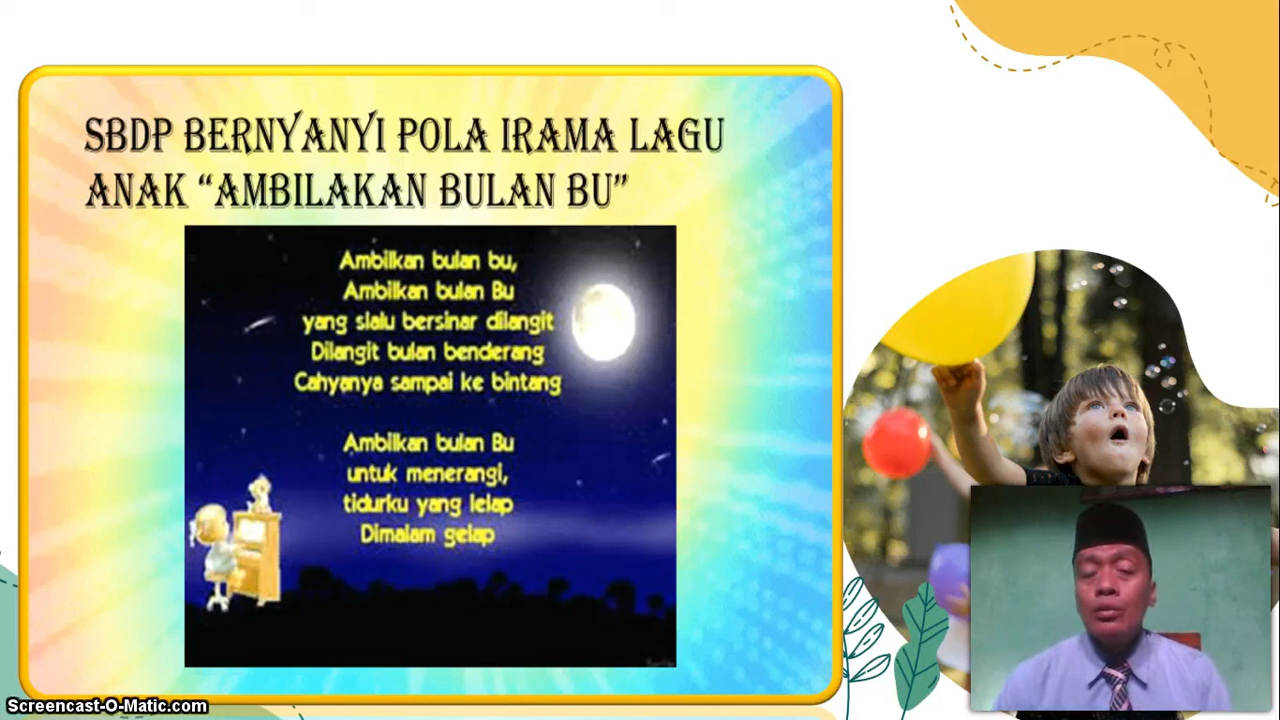 SBDP BERNYANYI POLA IRAMA LAGU
ANAK “AMBILAKAN BULAN BU”
Ambilkan bulan bu,
Ambilkan bulan Bu
yang slalu bersinar dilangit
Dilangit bulan benderang
Cahyanya sampai ke bintang
Ambilkan bulan Bu
untuk menerangi,
tidurku yang lelap
Dimalam gelap
Screencast-O-Matic.com